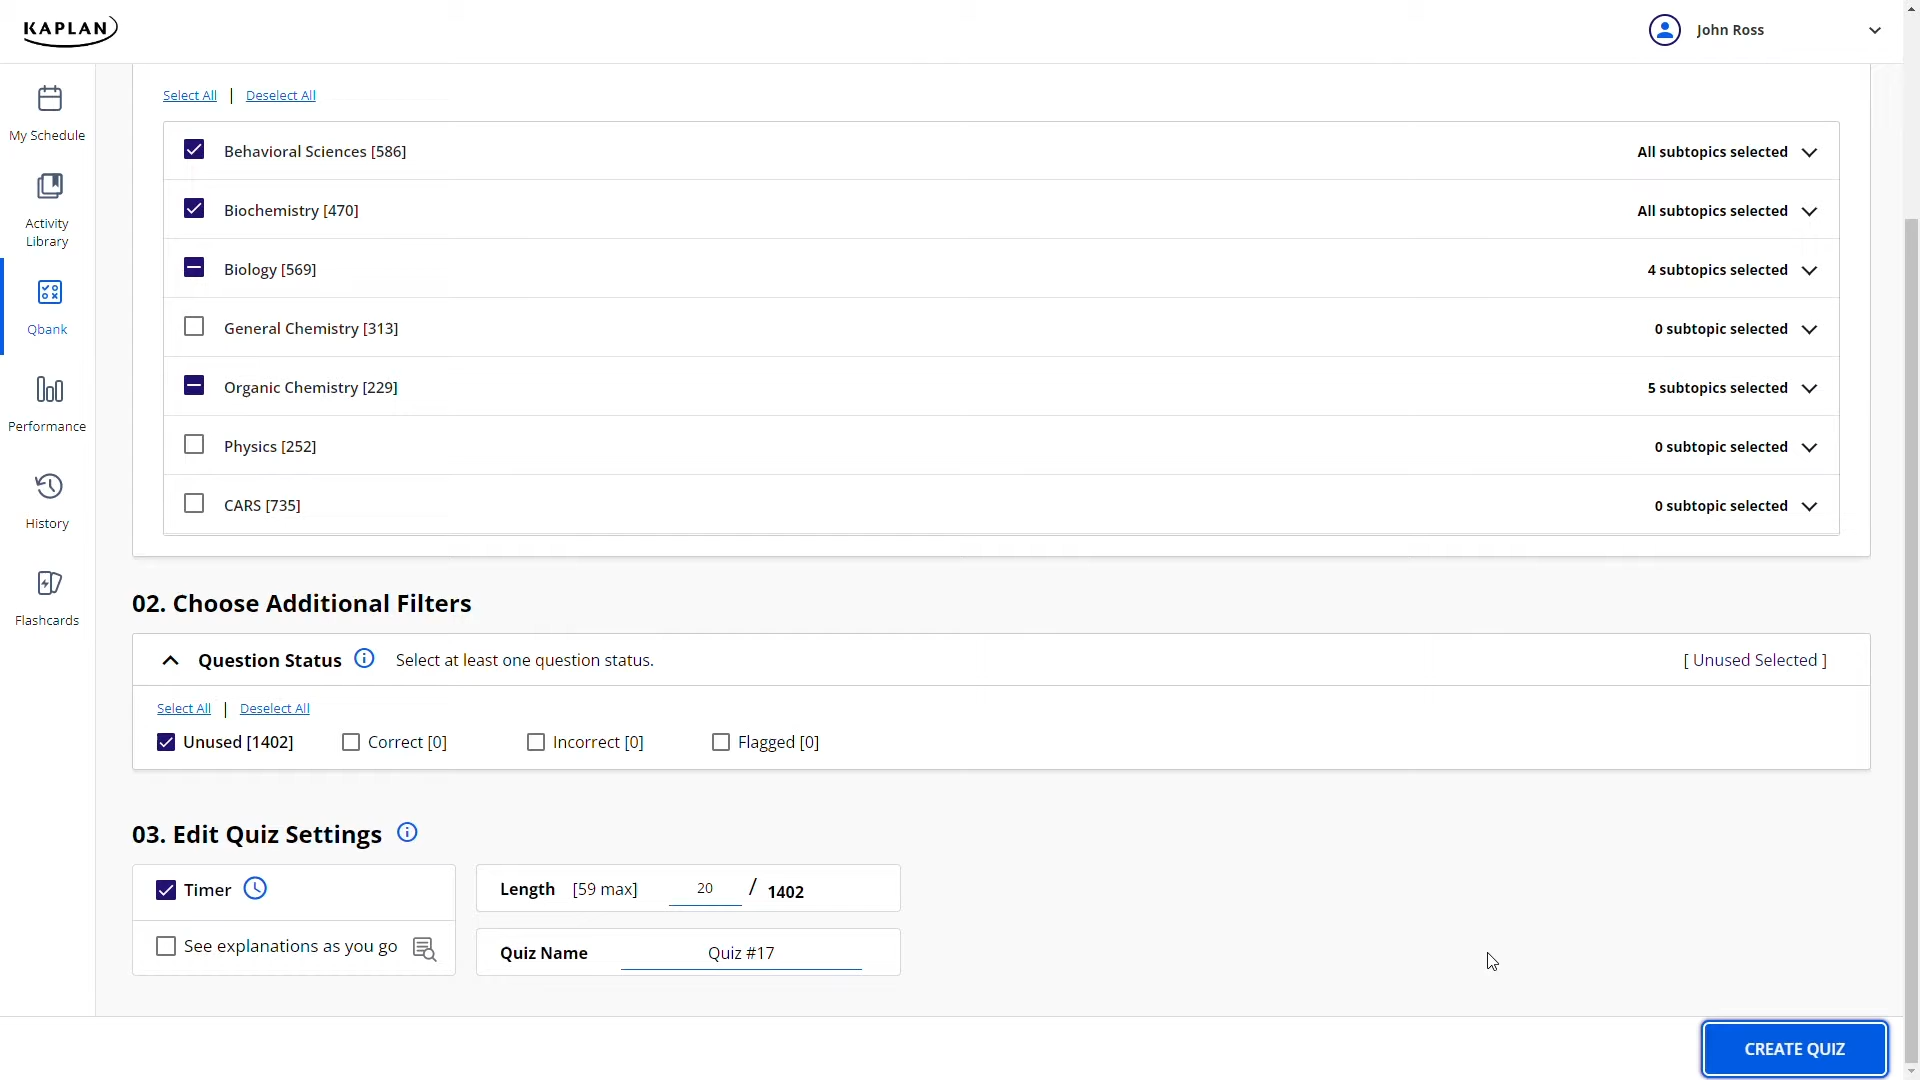 KAPLAN
John Ross
My Schedule
Activity
Library
Qbank
Performance
History
Flashcards
Select All | Deselect All
Behavioral Sciences [586] All subtopics selected
Biochemistry [470] All subtopics selected
Biology [569] 4 subtopics selected
General Chemistry [313] 0 subtopic selected
Organic Chemistry [229] 5 subtopics selected
Physics [252] 0 subtopic selected
CARS [735] 0 subtopic selected
02. Choose Additional Filters
Question Status Select at least one question status. [ Unused Selected ]
Select All | Deselect All
Unused [1402] Correct [0] Incorrect [0] Flagged [0]
03. Edit Quiz Settings
Timer
See explanations as you go
Length [59 max] 20 / 1402
Quiz Name Quiz #17
CREATE QUIZ